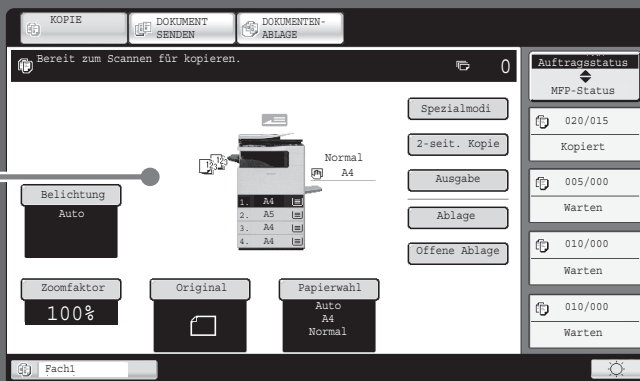 KOPIE
DOKUMENT
SENDEN
DOKUMENTEN-
ABLAGE
Bereit zum Scannen für kopieren.
0
Normal
A4
1. A4
2. A5
3. A4
4. A4
Belichtung
Auto
Zoomfaktor
100%
Original
Papierwahl
Auto
A4
Normal
Spezialmodi
2-seit. Kopie
Ausgabe
Ablage
Offene Ablage
Auftragsstatus
MFP-Status
020/015
Kopiert
005/000
Warten
010/000
Warten
010/000
Warten
Fach1